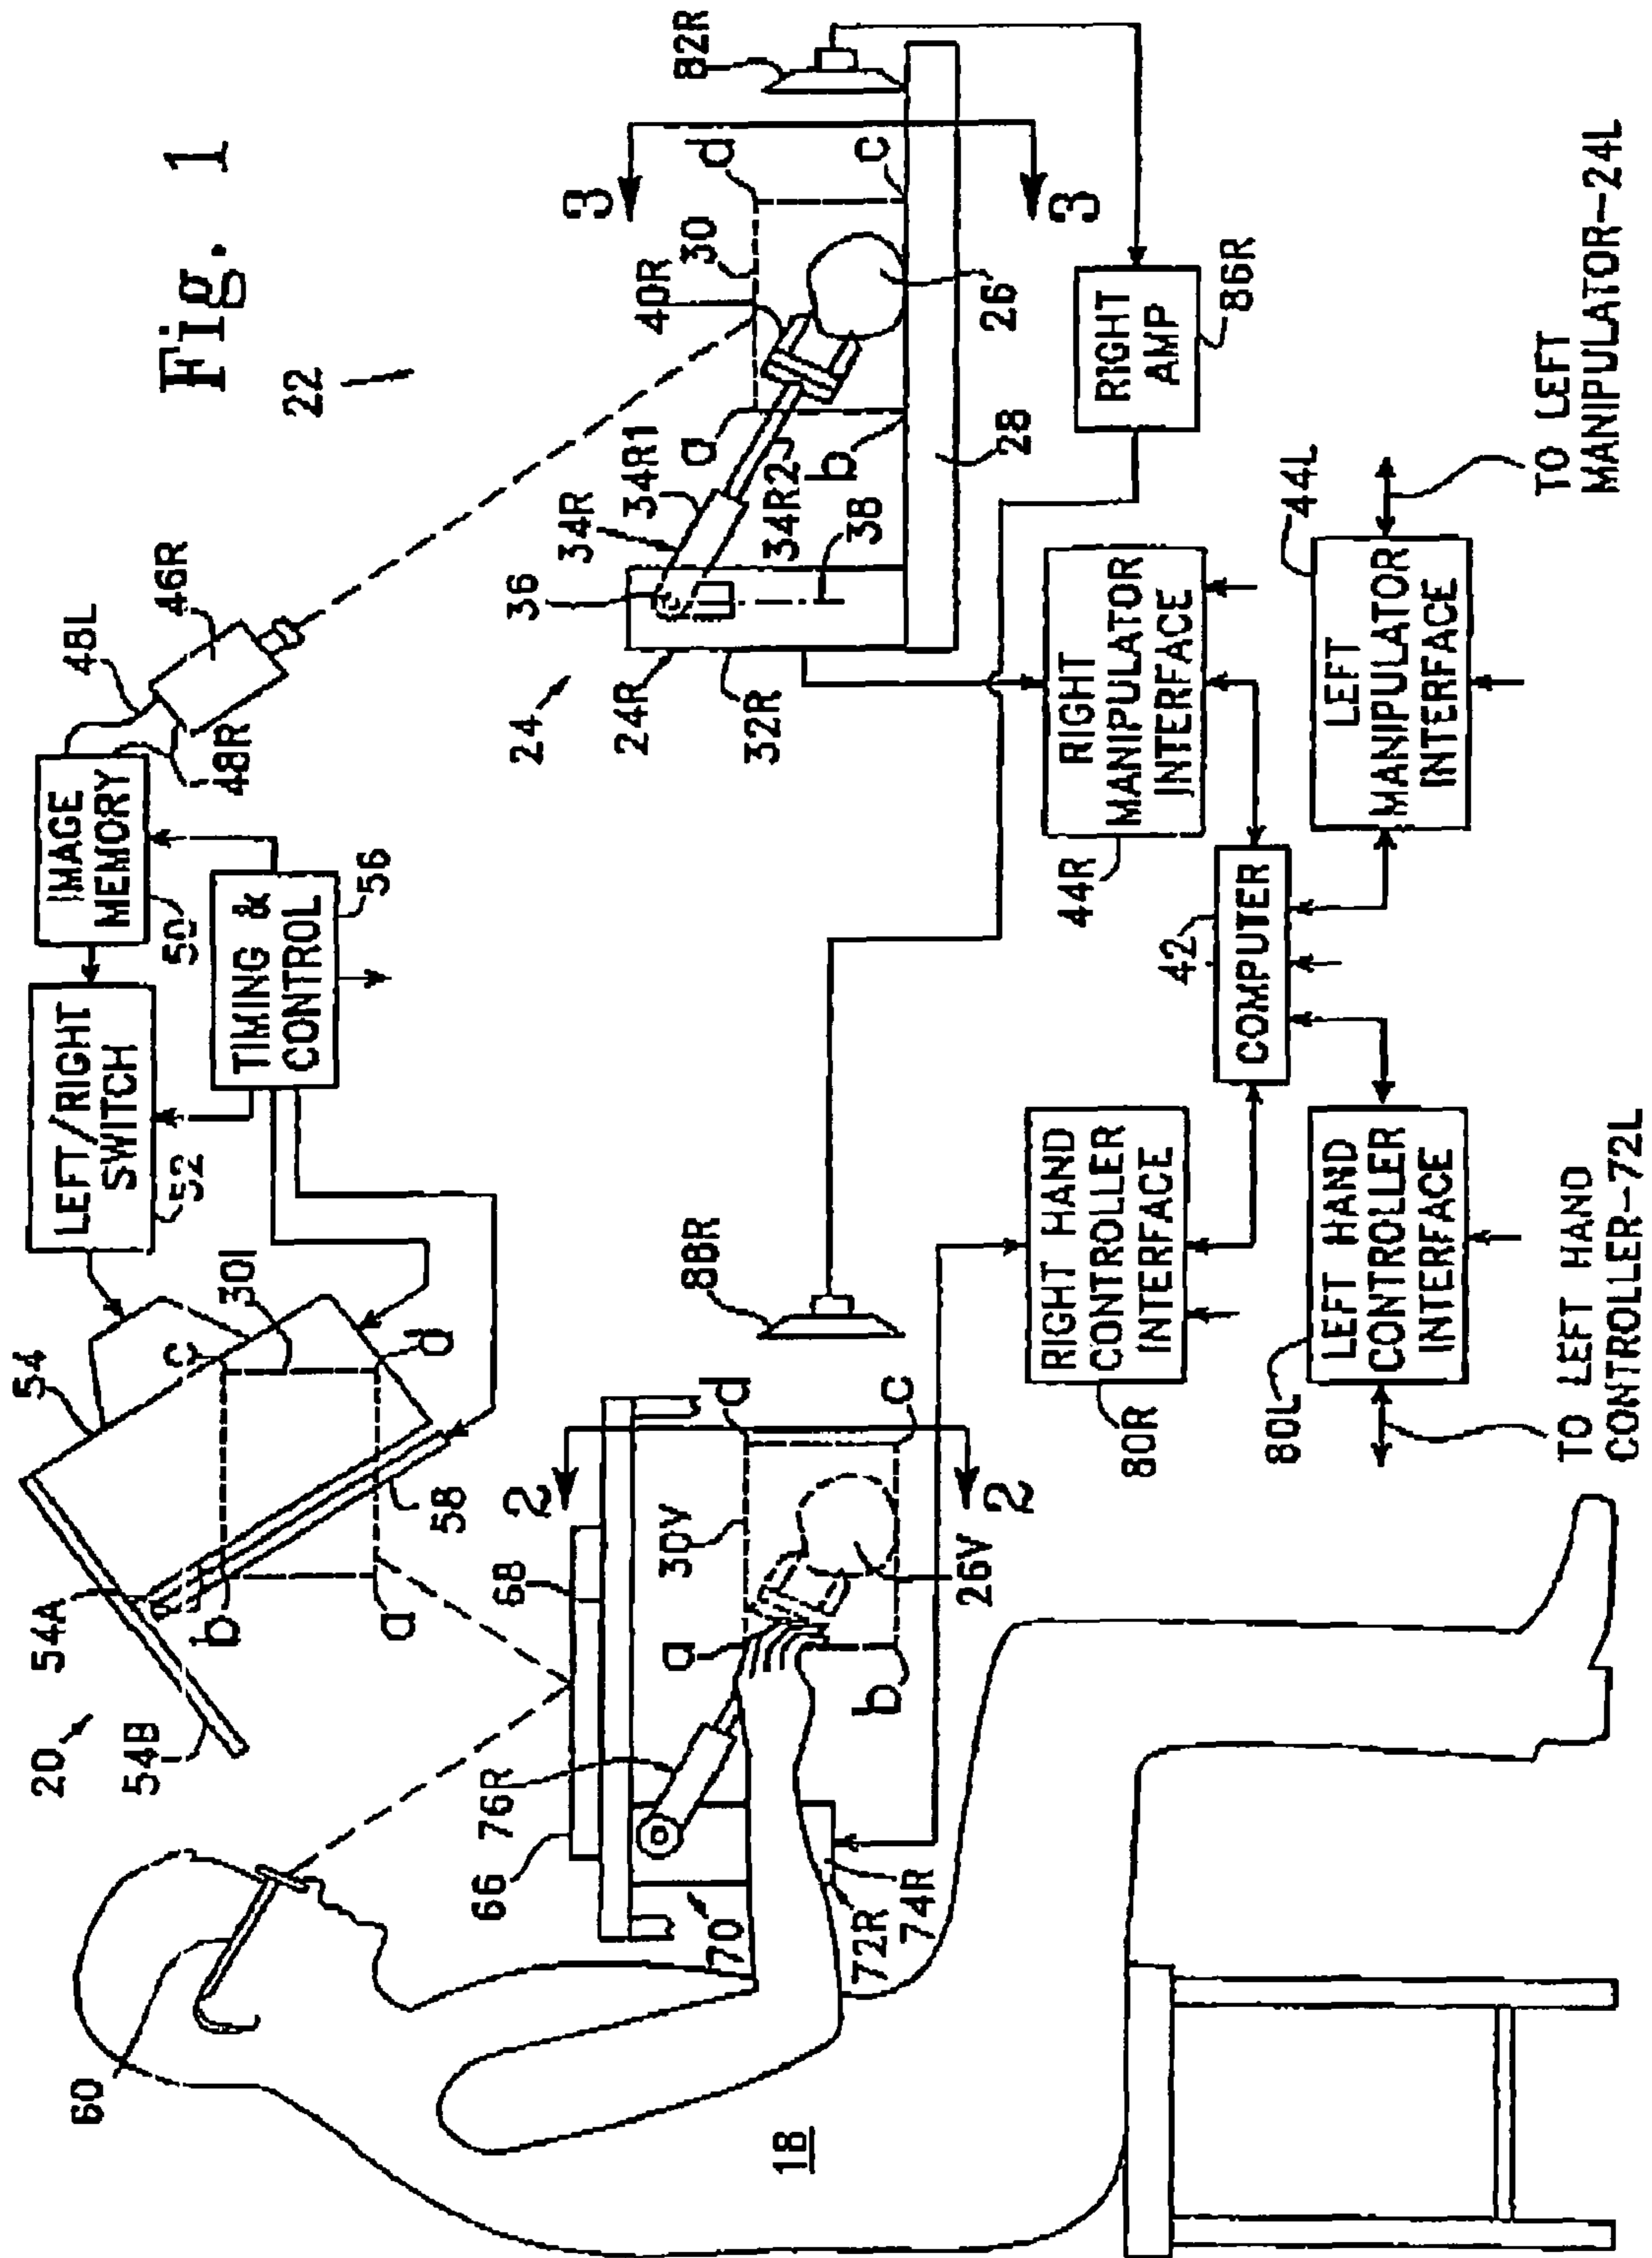 Fig. 1
20
22
54
54A
54B
LEFT/RIGHT
SWITCH
52
IMAGE
MEMORY
50
48L
48R
46R
TIMING &
CONTROL
56
30I
c
d
b
a
58
60
18
66
68
76R
70
72R
74R
2
2
30V
26V
a
b
c
d
88R
24
24R
32R
36
38
34R
34R1
34R2
40R
30
a
b
c
d
26
28
3
3
82R
RIGHT
AMP
86R
RIGHT HAND
CONTROLLER
INTERFACE
80R
LEFT HAND
CONTROLLER
INTERFACE
80L
TO LEFT HAND
CONTROLLER-72L
42
COMPUTER
RIGHT
MANIPULATOR
INTERFACE
44R
LEFT
MANIPULATOR
INTERFACE
44L
TO LEFT
MANIPULATOR-24L